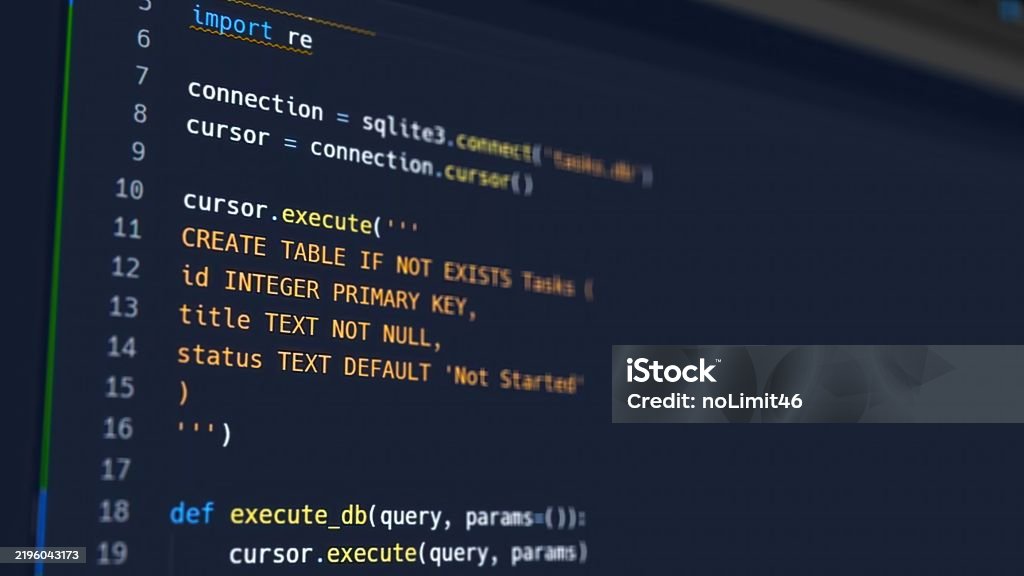 5
6 import re
7
8 connection = sqlite3.connect('tasks.db')
9 cursor = connection.cursor()
10
11 cursor.execute('''
12 CREATE TABLE IF NOT EXISTS Tasks (
13 id INTEGER PRIMARY KEY,
14 title TEXT NOT NULL,
15 status TEXT DEFAULT 'Not Started'
16 )
17 ''')
18
19 def execute_db(query, params=()):
cursor.execute(query, params)
iStock™
Credit: noLimit46
2196043173